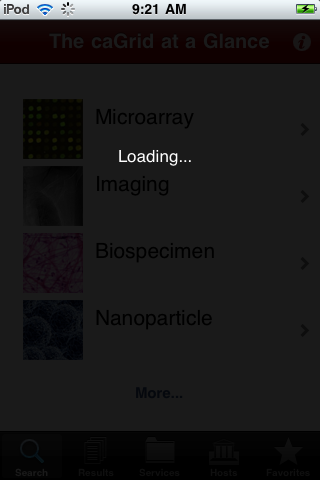 iPod 9:21 AM
The caGrid at a Glance
Microarray
Loading...
Imaging
Biospecimen
Nanoparticle
More...
Search Results Services Hosts Favorites